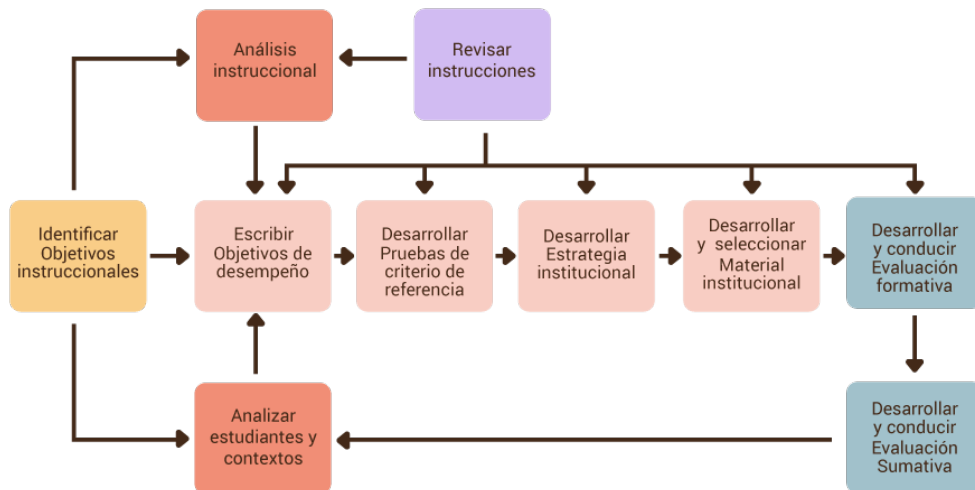 Análisis
instruccional
Revisar
instrucciones
Identificar
Objetivos
instruccionales
Escribir
Objetivos de
desempeño
Desarrollar
Pruebas de
criterio de
referencia
Desarrollar
Estrategia
institucional
Desarrollar
y seleccionar
Material
institucional
Desarrollar
y conducir
Evaluación
formativa
Analizar
estudiantes y
contextos
Desarrollar
y conducir
Evaluación
Sumativa